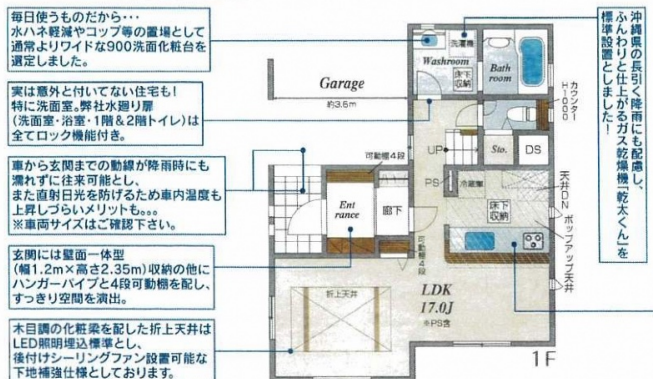 毎日使うものだから・・・
水ハネ軽減やコップ等の置場として
通常よりワイドな900洗面化粧台を
選定しました。
実は意外と付いてない住宅も!
特に洗面室。弊社水廻り扉
(洗面室・浴室・1階&2階トイレ)は
全てロック機能付き。
車から玄関までの動線が降雨時にも
濡れずに往来可能とし、
また直射日光を防げるため車内温度も
上昇しづらいメリットも。。。
※車両サイズはご確認下さい。
玄関には壁面一体型
(幅1.2m×高さ2.35m)収納の他に
ハンガーパイプと4段可動棚を配し、
すっきり空間を演出。
木目調の化粧梁を配した折上天井は
LED照明埋込標準とし、
後付けシーリングファン設置可能な
下地補強仕様としております。
沖縄県の長引く降雨にも配慮し、
ふんわりと仕上がるガス乾燥機「乾太くん」を
標準設置としました!
洗濯機
Washroom
床下
収納
Bath
room
カウンター
H1000
Garage
約3.6m
UP
Sto.
DS
可動棚4段
PS
冷蔵庫
Ent
rance
廊下
床下
収納
天井DN
ポップアップ天井
可動棚4段
折上天井
LDK
17.0J
※PS含
1F